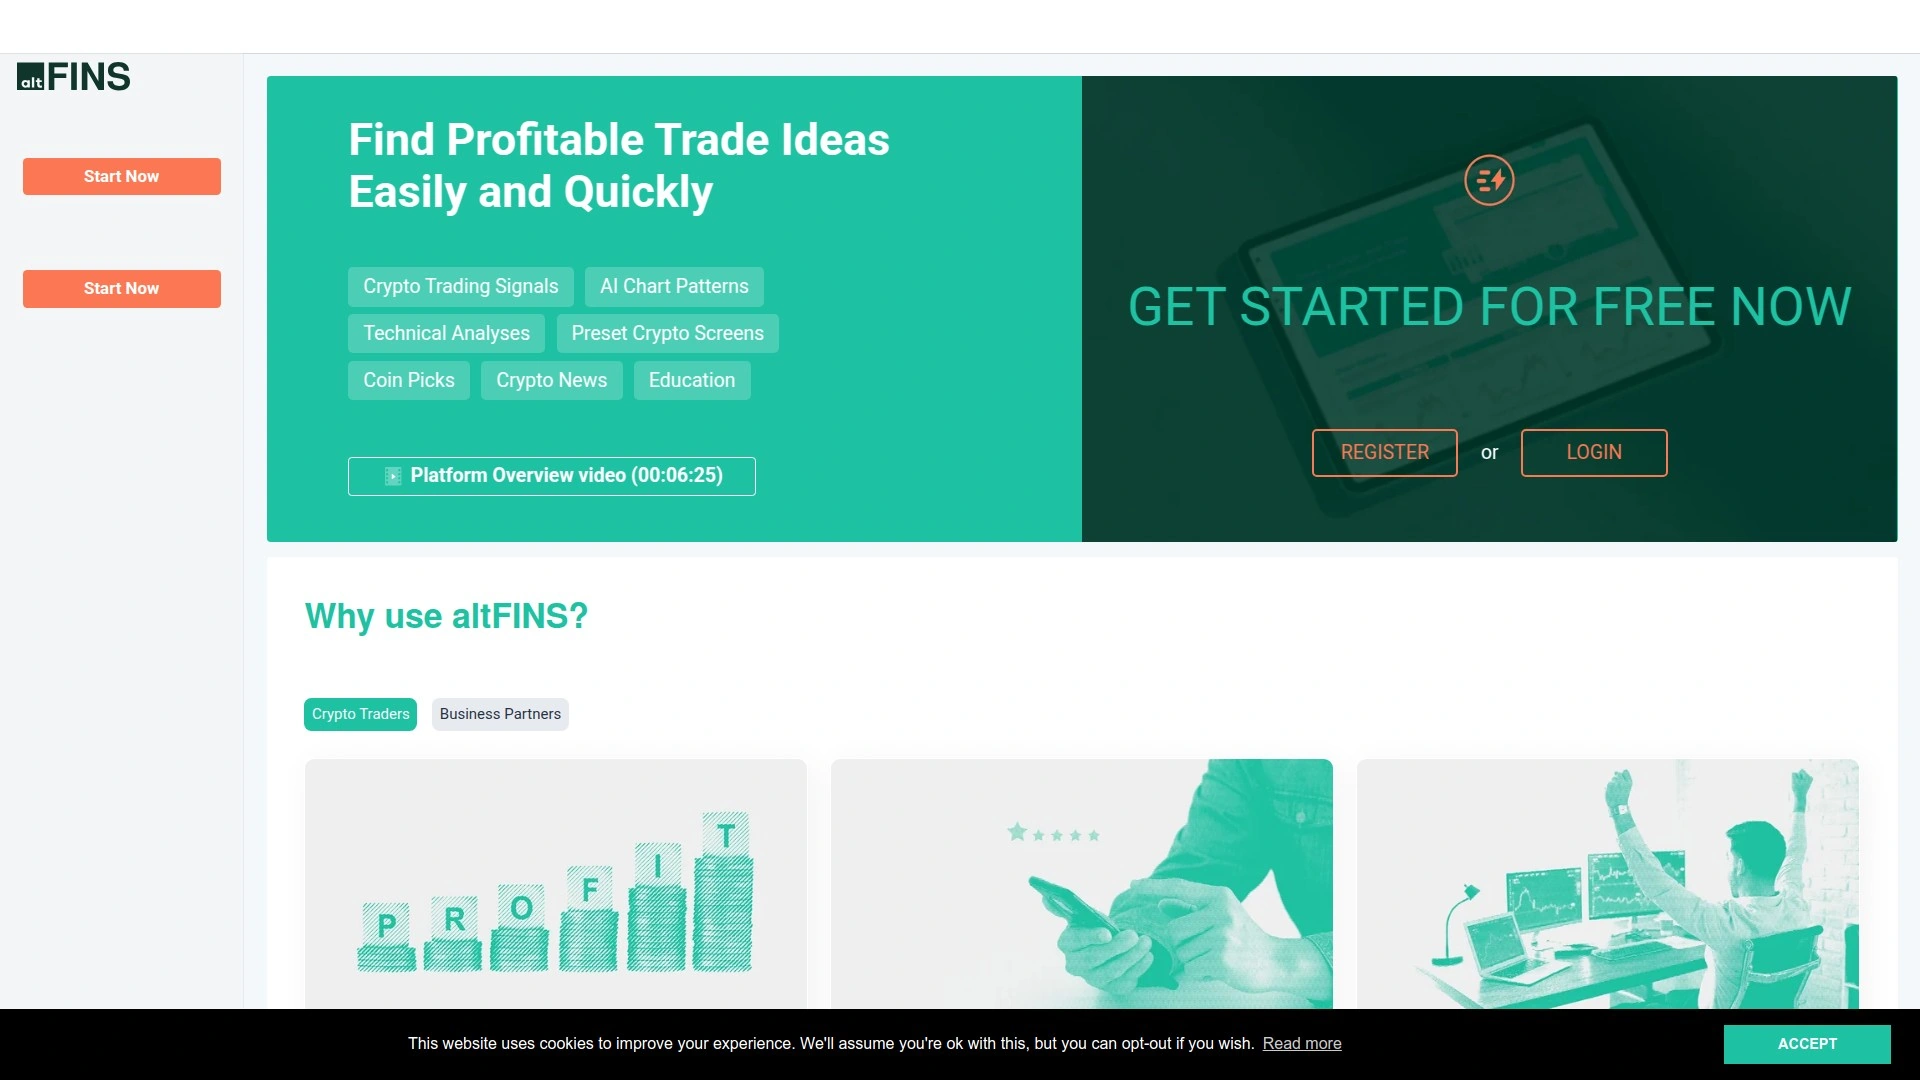 altFINS
Start Now
Start Now
Find Profitable Trade Ideas
Easily and Quickly
Crypto Trading Signals
AI Chart Patterns
Technical Analyses
Preset Crypto Screens
Coin Picks
Crypto News
Education
Platform Overview video (00:06:25)
GET STARTED FOR FREE NOW
REGISTER or LOGIN
Why use altFINS?
Crypto Traders
Business Partners
PROFIT
This website uses cookies to improve your experience. We'll assume you're ok with this, but you can opt-out if you wish. Read more
ACCEPT